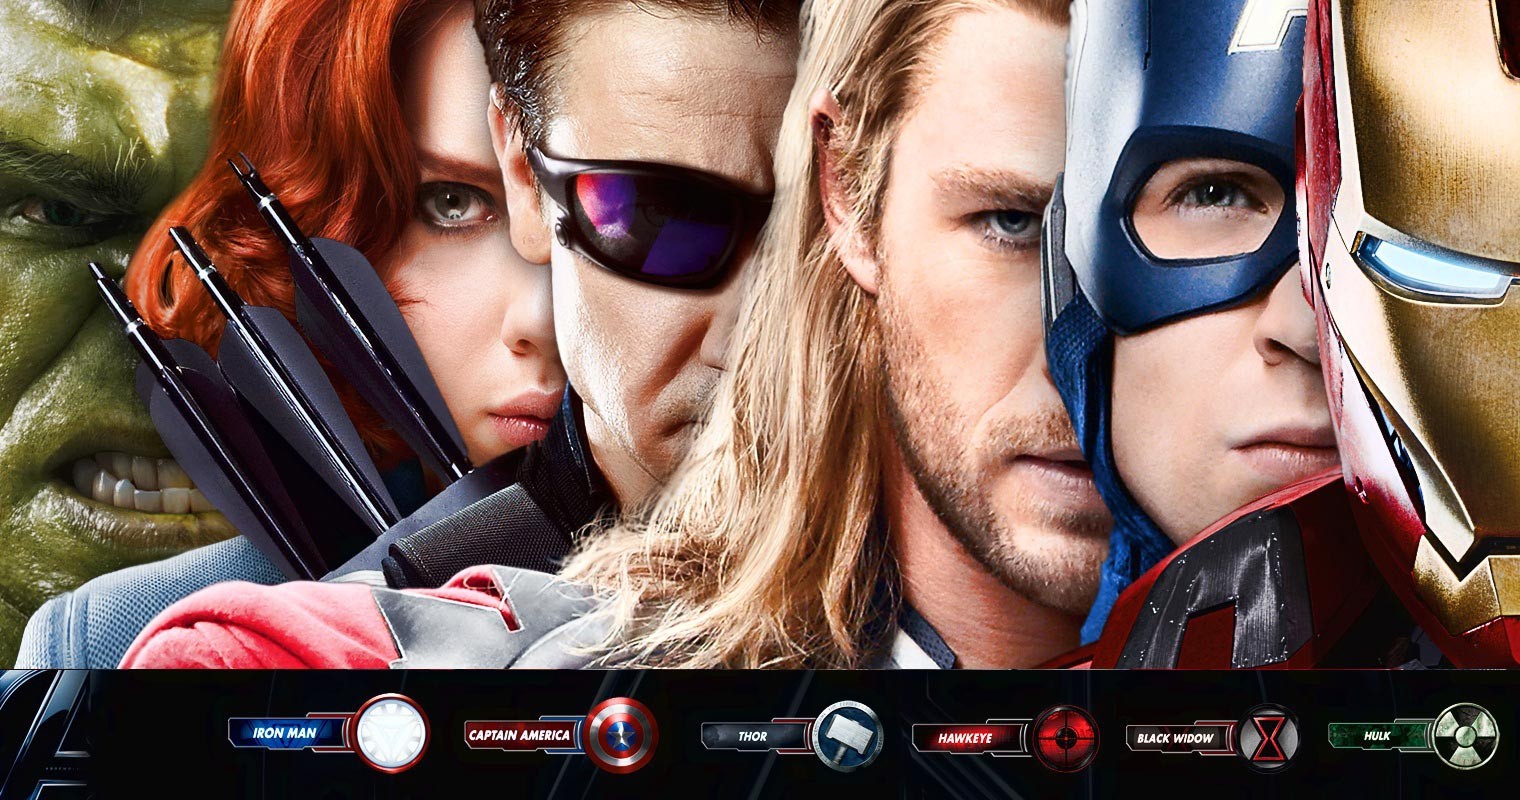 IRON MAN
CAPTAIN AMERICA
THOR
HAWKEYE
BLACK WIDOW
HULK